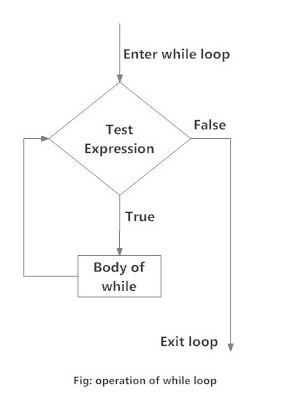 Enter while loop
Test
Expression
False
True
Body of
while
Exit loop
Fig: operation of while loop